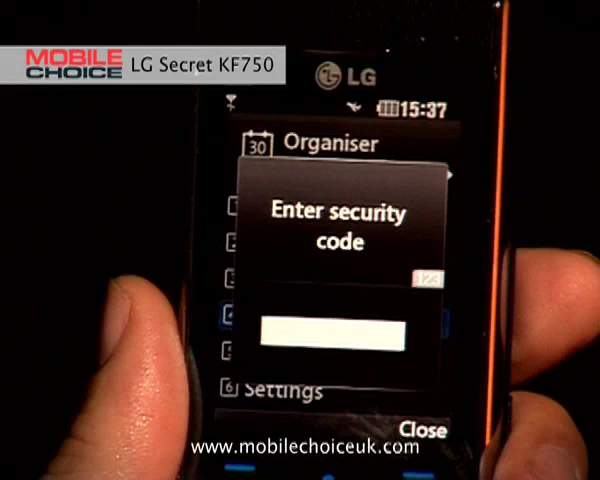 MOBILE
CHOICE
LG Secret KF750
LG
15:37
30
Organiser
Enter security
code
123
6 Settings
Close
www.mobilechoiceuk.com